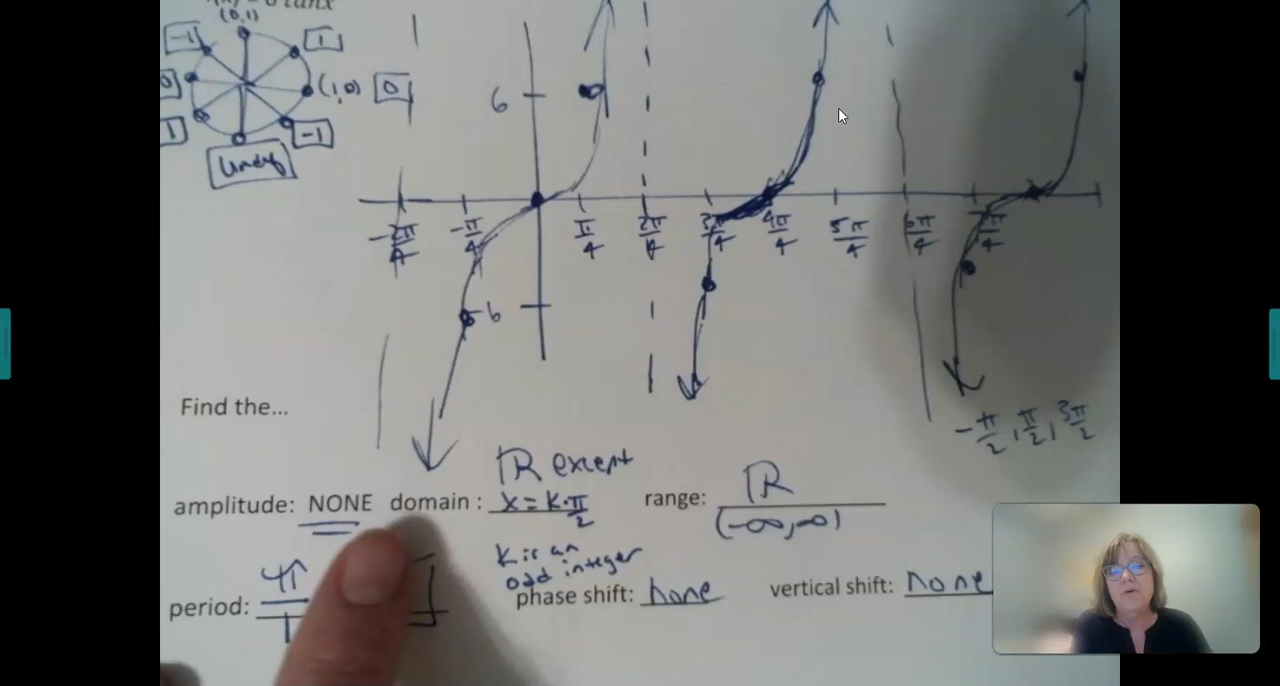 (0,1)
-1
1
0
(1,0)
0
1
-1
Undef
6
-2π/4
-π/4
π/4
2π/4
3π/4
4π/4
5π/4
6π/4
7π/4
-6
-π/2, π/2, 3π/2
Find the...
amplitude: NONE domain : ℝ except x = k·π/2 range: ℝ
(-∞, ∞)
k is an
odd integer
period: π/1 phase shift: none vertical shift: none